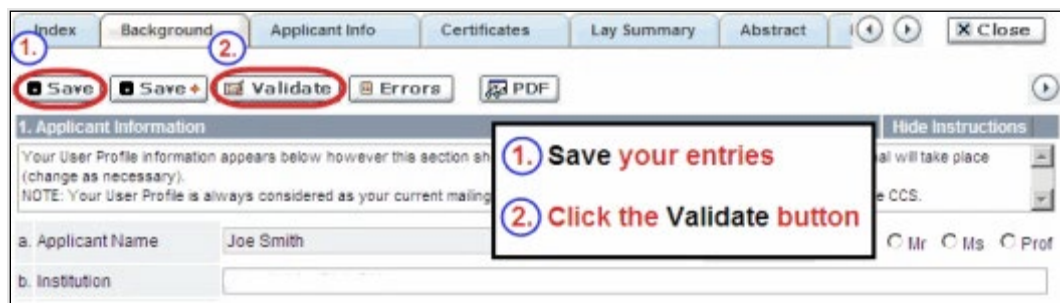 Index Background Applicant Info Certificates Lay Summary Abstract Close
1. 2.
Save Save+ Validate Errors PDF
1. Applicant Information Hide Instructions
Your User Profile information appears below however this section sh al will take place
(change as necessary).
NOTE: Your User Profile is always considered as your current mailing e CCS.
1. Save your entries
2. Click the Validate button
a. Applicant Name Joe Smith Mr Ms Prof
b. Institution